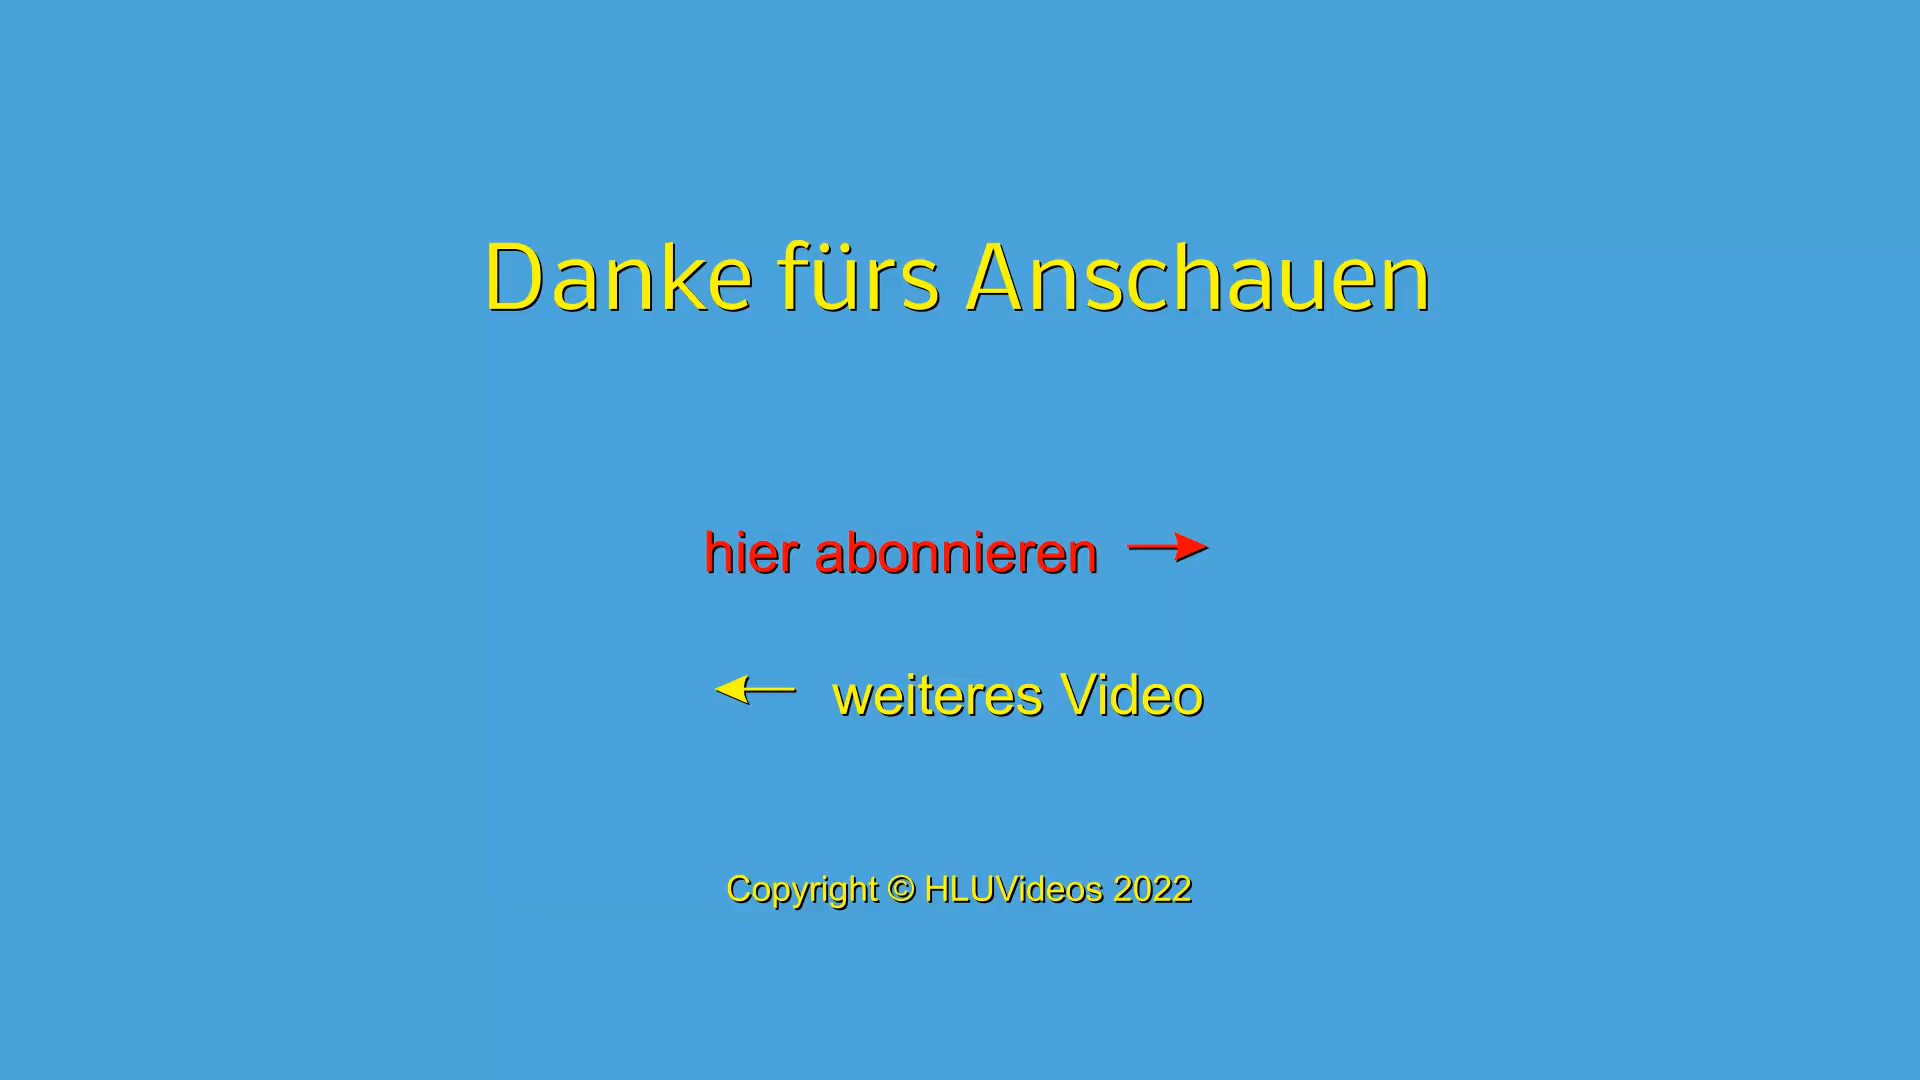 Danke fürs Anschauen
hier abonnieren →
← weiteres Video
Copyright © HLUVideos 2022